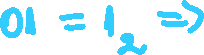 01 = 1₂ ⇒